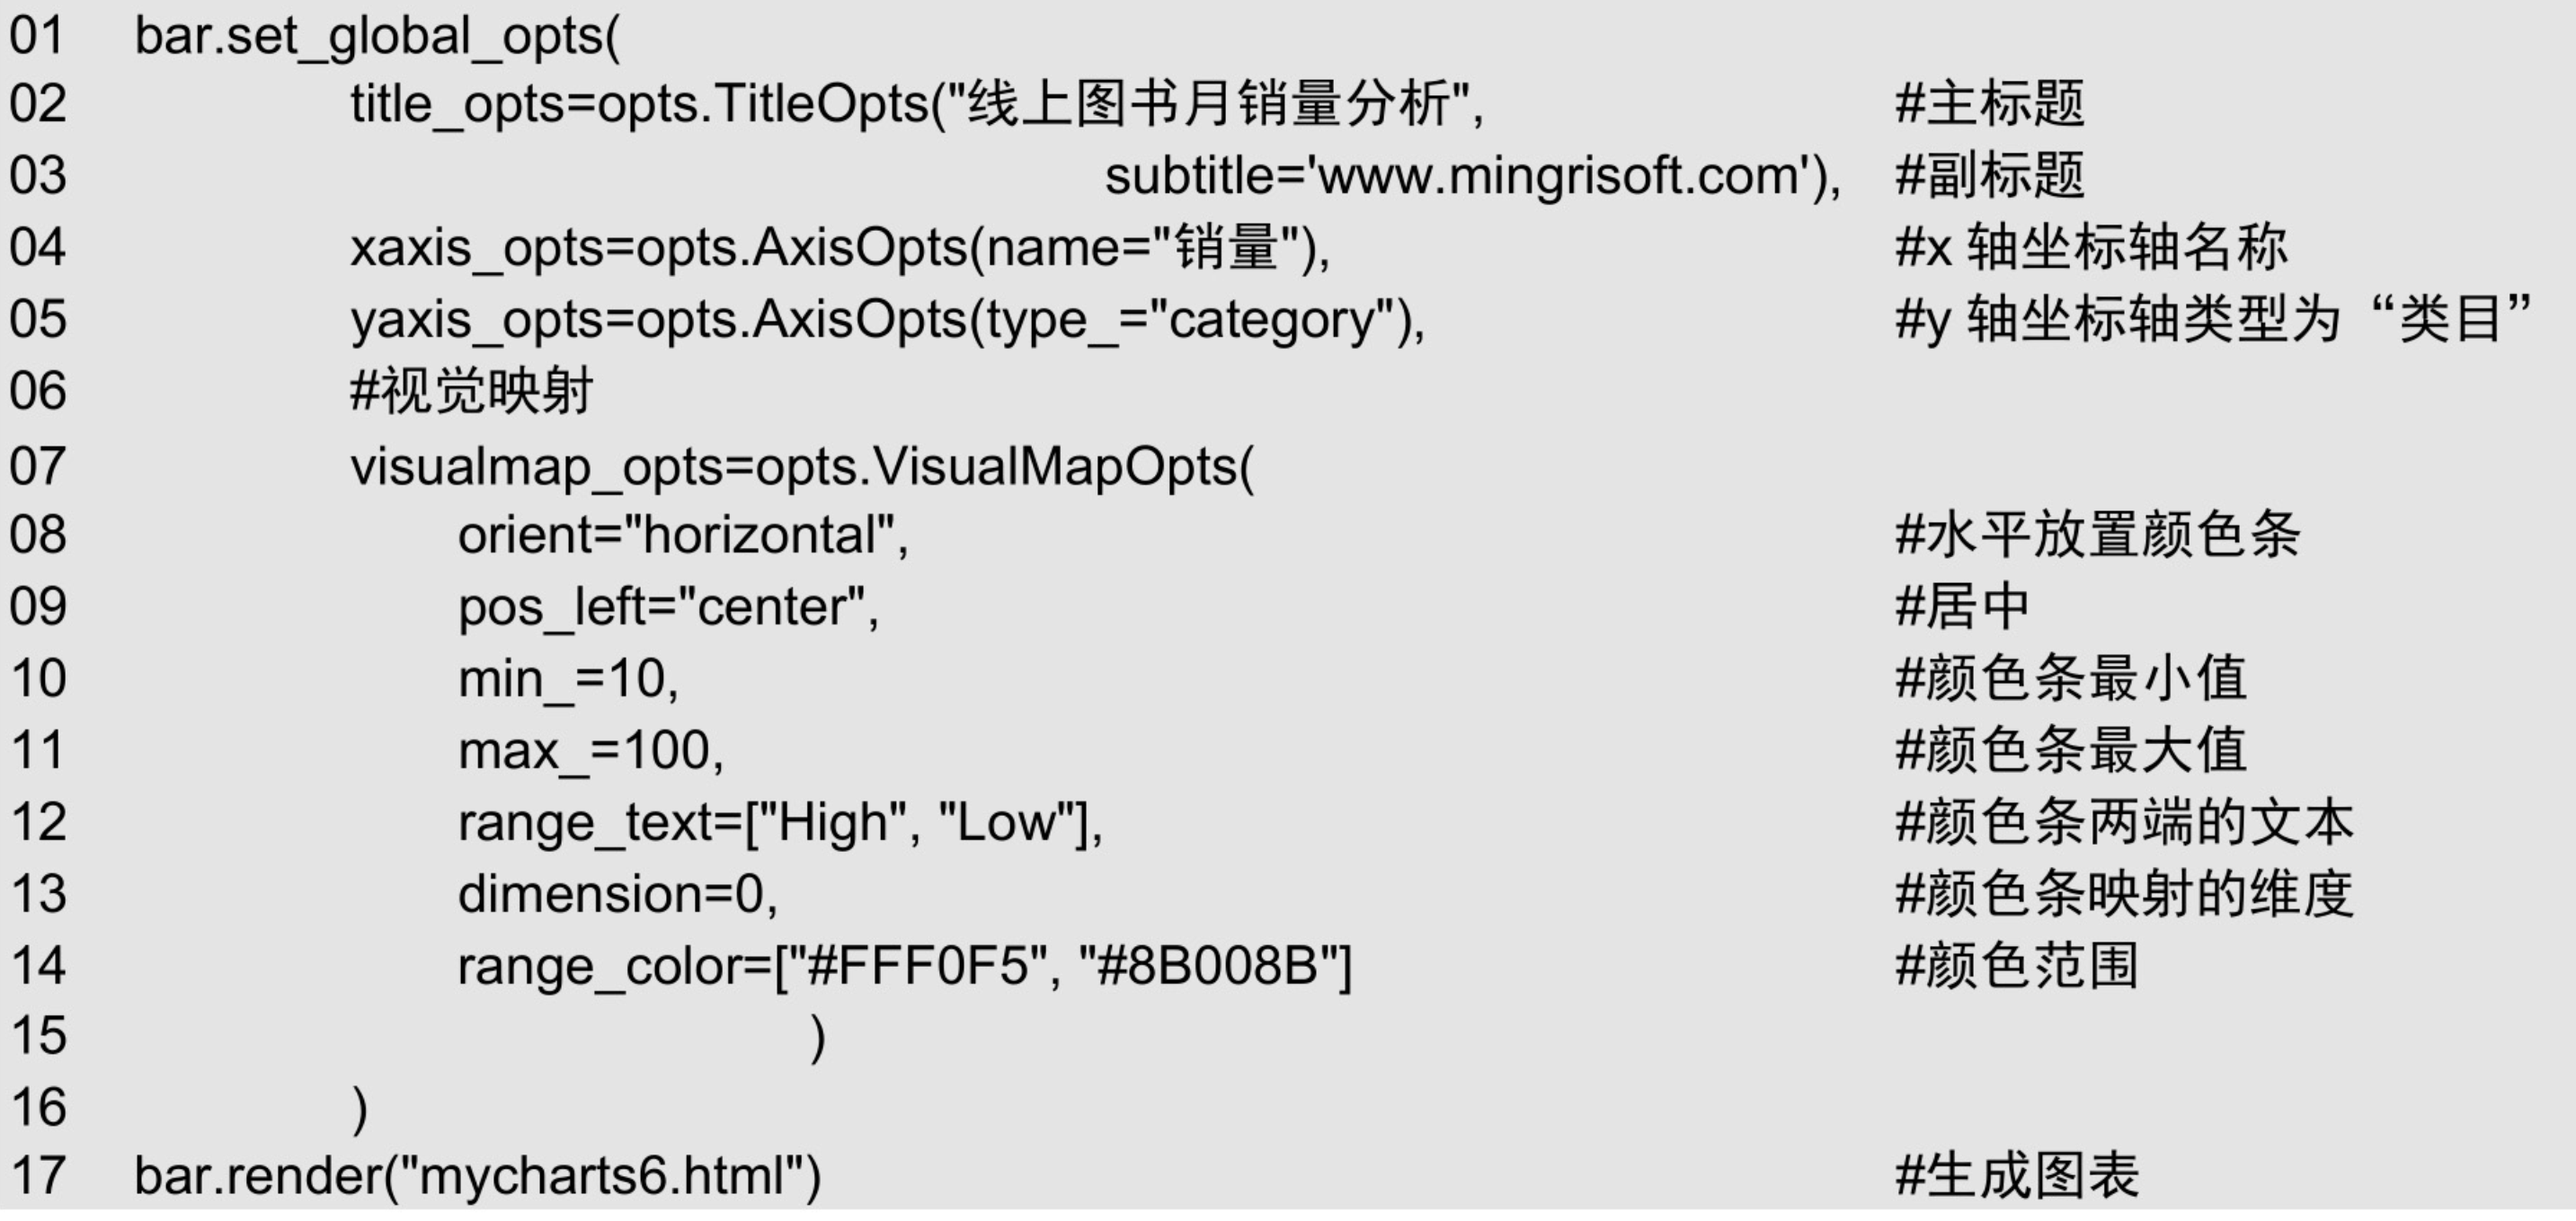 01 bar.set_global_opts(
02 title_opts=opts.TitleOpts("线上图书月销量分析", #主标题
03 subtitle='www.mingrisoft.com'), #副标题
04 xaxis_opts=opts.AxisOpts(name="销量"), #x 轴坐标轴名称
05 yaxis_opts=opts.AxisOpts(type_="category"), #y 轴坐标轴类型为“类目”
06 #视觉映射
07 visualmap_opts=opts.VisualMapOpts(
08 orient="horizontal", #水平放置颜色条
09 pos_left="center", #居中
10 min_=10, #颜色条最小值
11 max_=100, #颜色条最大值
12 range_text=["High", "Low"], #颜色条两端的文本
13 dimension=0, #颜色条映射的维度
14 range_color=["#FFF0F5", "#8B008B"] #颜色范围
15 )
16 )
17 bar.render("mycharts6.html") #生成图表